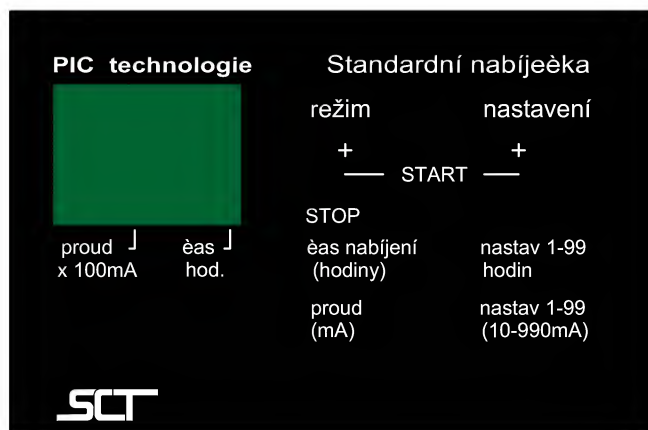 PIC technologie
Standardní nabíjeèka
režim nastavení
+ +
START
STOP
proud èas
x 100mA hod.
èas nabíjení nastav 1-99
(hodiny) hodin
proud nastav 1-99
(mA) (10-990mA)
SCT